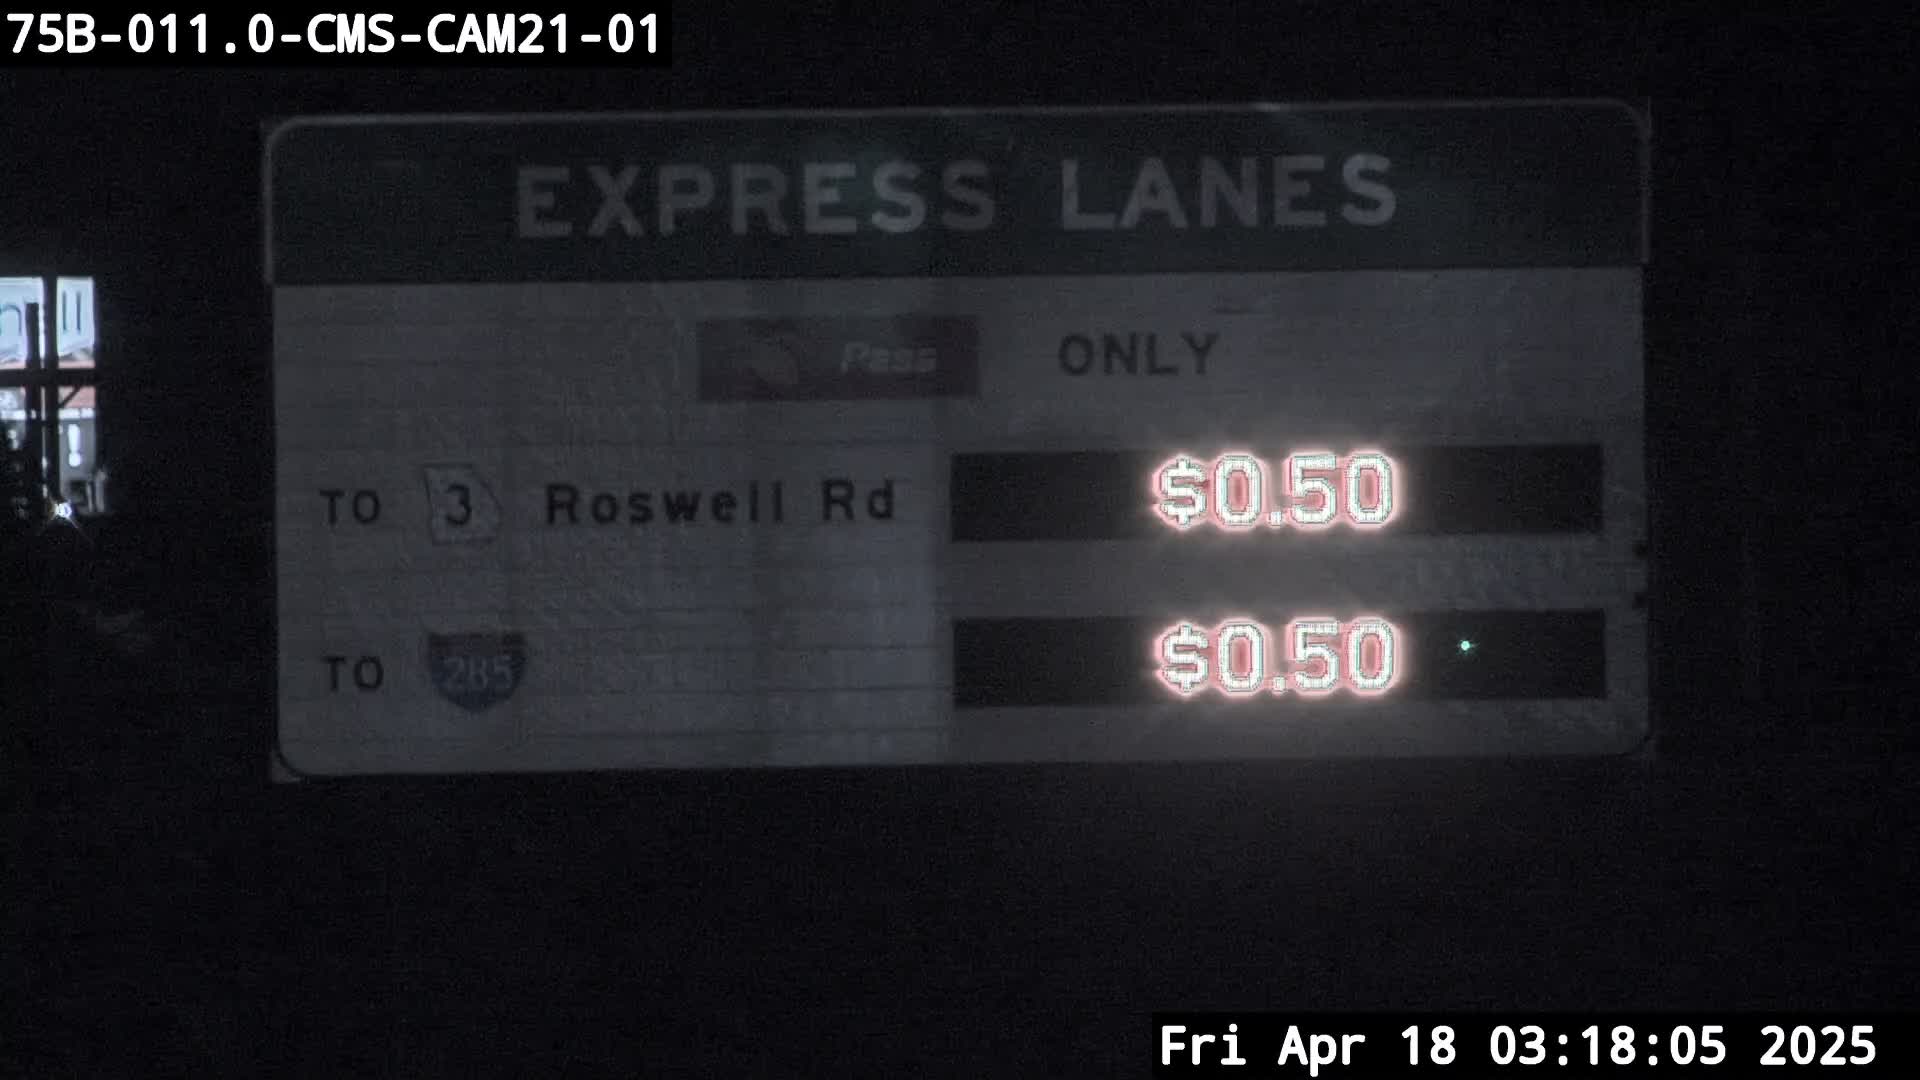 75B-011.0-CMS-CAM21-01
EXPRESS LANES
Pass ONLY
TO 3 Roswell Rd $0.50
TO 285 $0.50
Fri Apr 18 03:18:05 2025